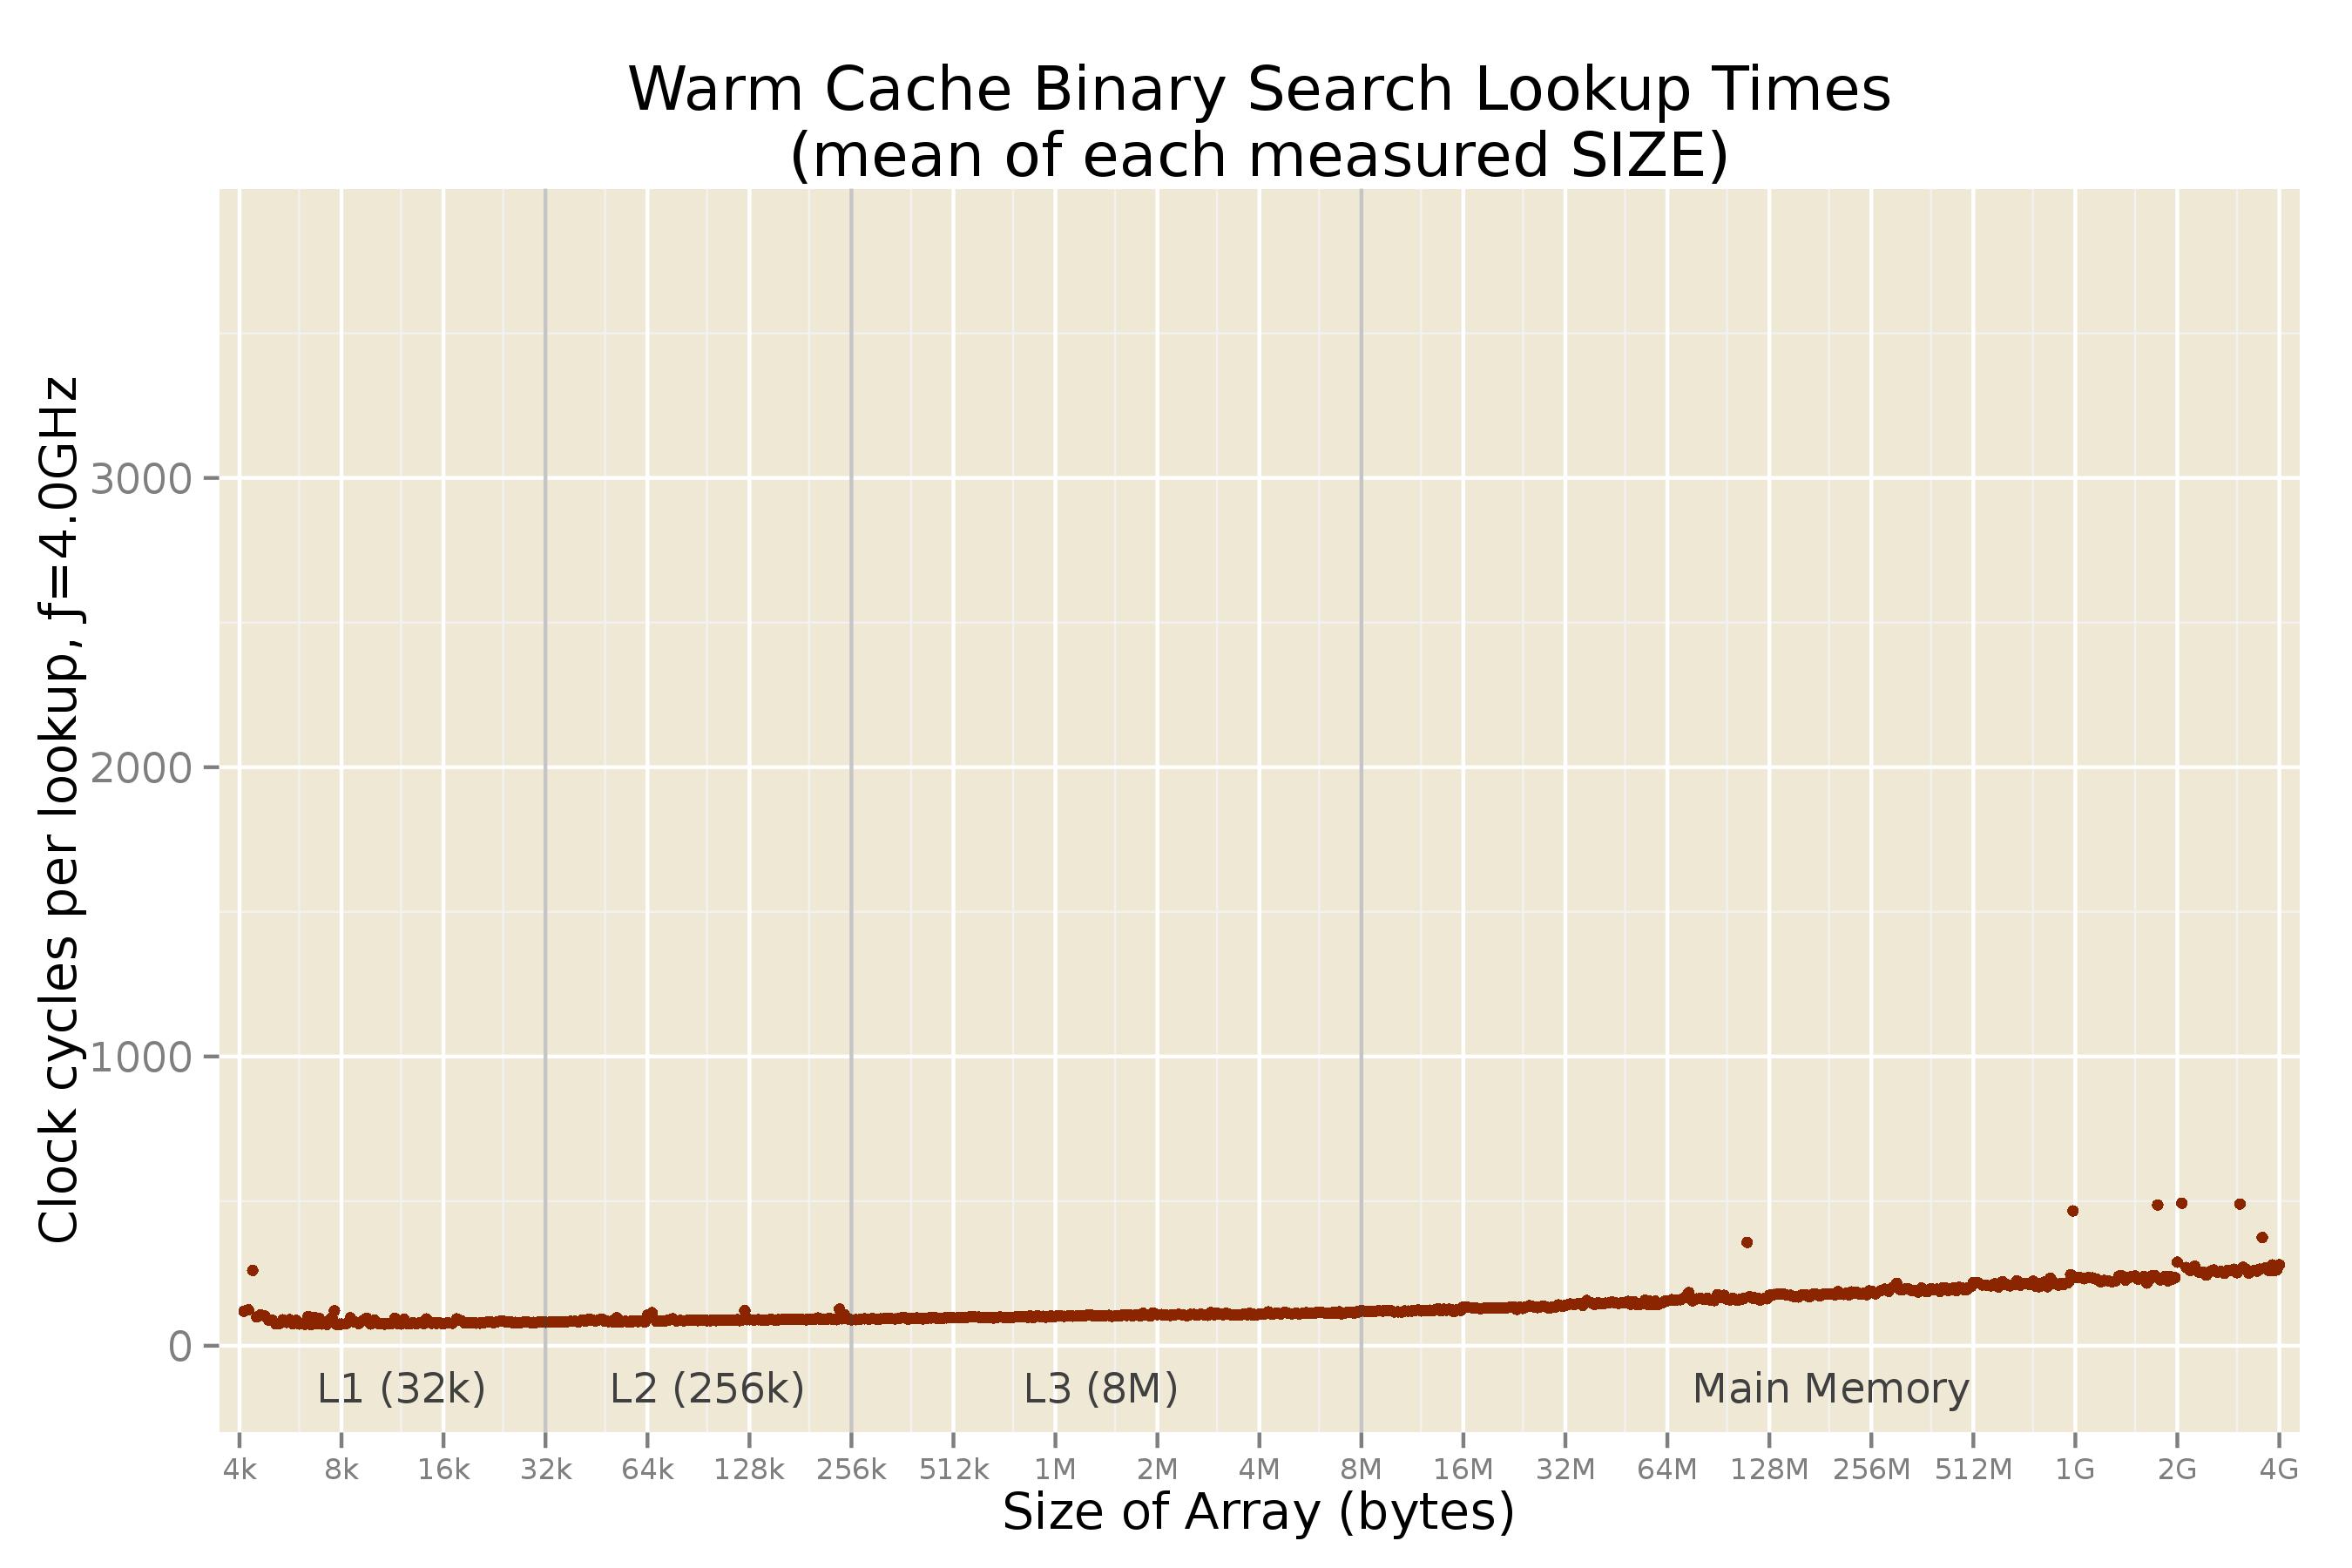 Warm Cache Binary Search Lookup Times
(mean of each measured SIZE)
Clock cycles per lookup, ƒ=4.0GHz
3000
2000
1000
0
L1 (32k) L2 (256k) L3 (8M) Main Memory
4k 8k 16k 32k 64k 128k 256k 512k 1M 2M 4M 8M 16M 32M 64M 128M 256M 512M 1G 2G 4G
Size of Array (bytes)